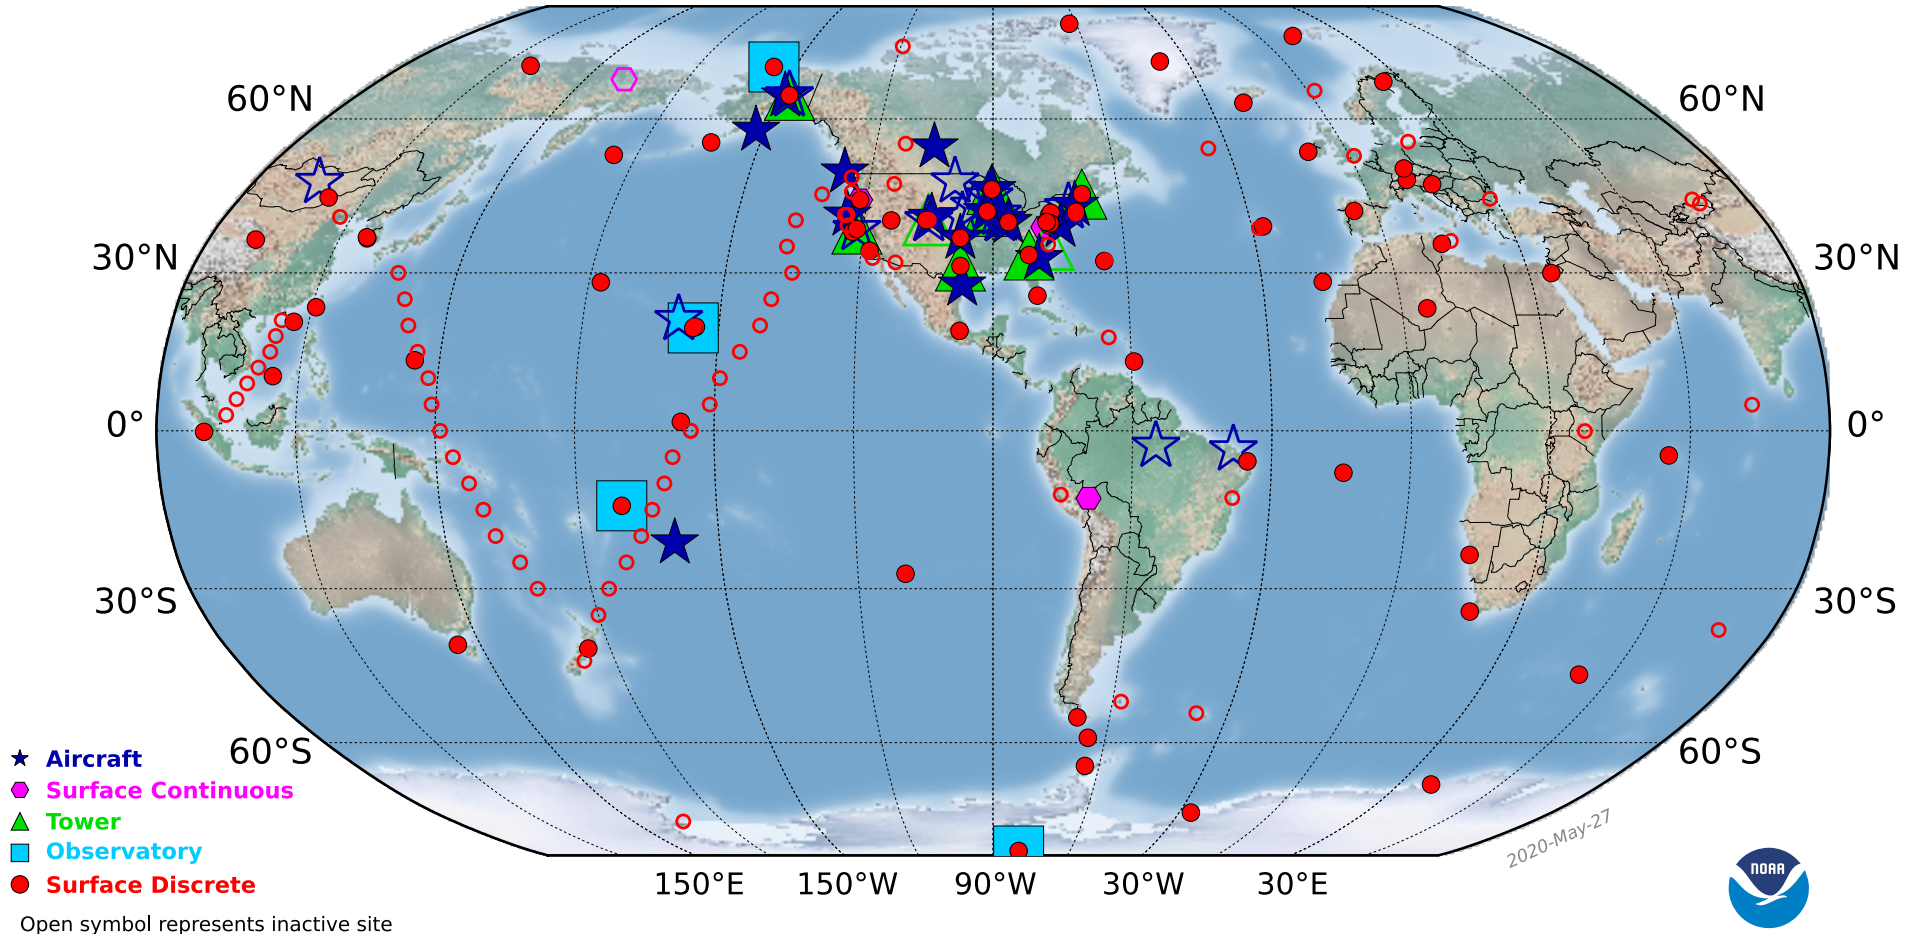 60°N
60°N
30°N
30°N
0°
0°
30°S
30°S
60°S
60°S
Aircraft
Surface Continuous
Tower
Observatory
Surface Discrete
Open symbol represents inactive site
150°E
150°W
90°W
30°W
30°E
2020-May-27
NOAA